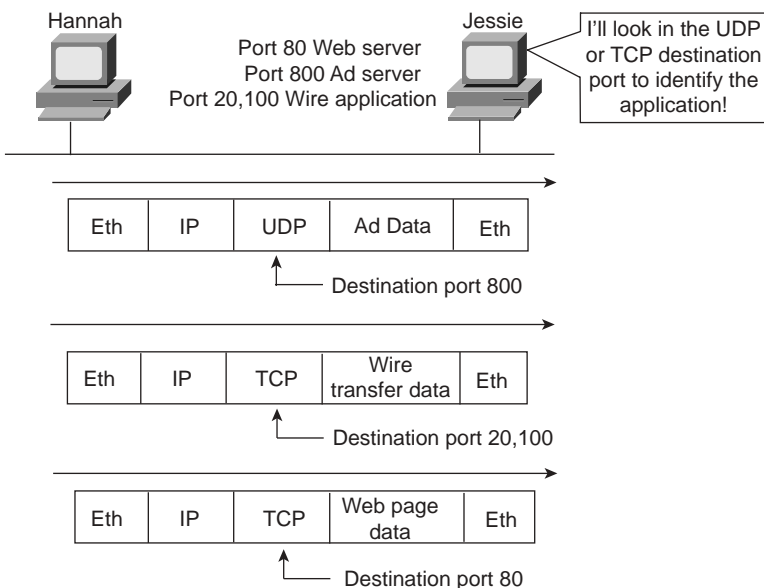 Hannah
Jessie
Port 80 Web server
Port 800 Ad server
Port 20,100 Wire application
I'll look in the UDP
or TCP destination
port to identify the
application!
Eth IP UDP Ad Data Eth
Destination port 800
Eth IP TCP Wire transfer data Eth
Destination port 20,100
Eth IP TCP Web page data Eth
Destination port 80